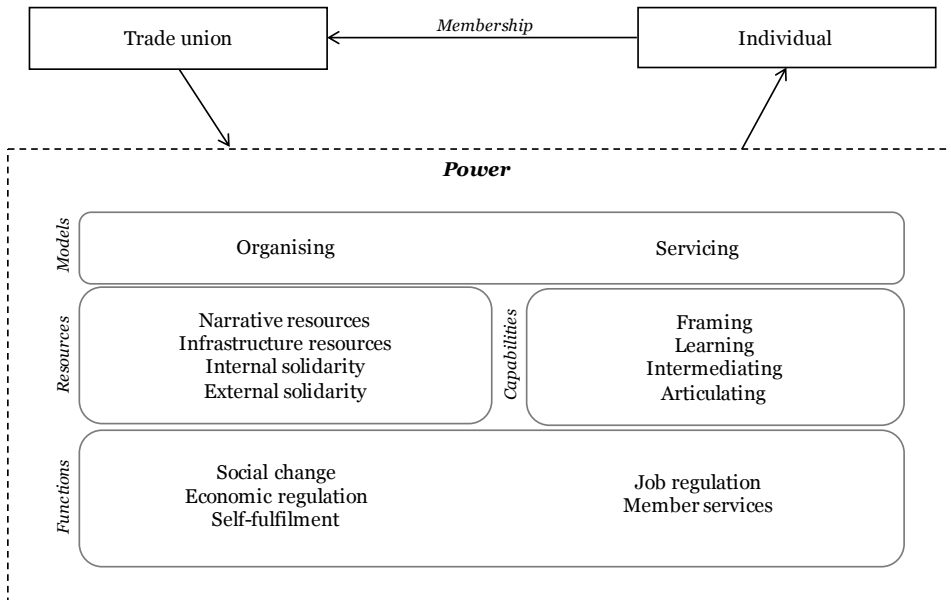 Trade union
Membership
Individual
Power
Models
Organising
Servicing
Resources
Narrative resources
Infrastructure resources
Internal solidarity
External solidarity
Capabilities
Framing
Learning
Intermediating
Articulating
Functions
Social change
Economic regulation
Self-fulfilment
Job regulation
Member services